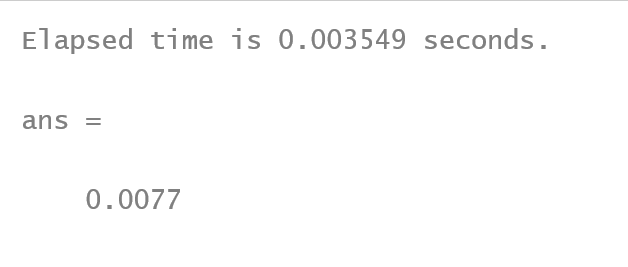 Elapsed time is 0.003549 seconds.
ans =
0.0077